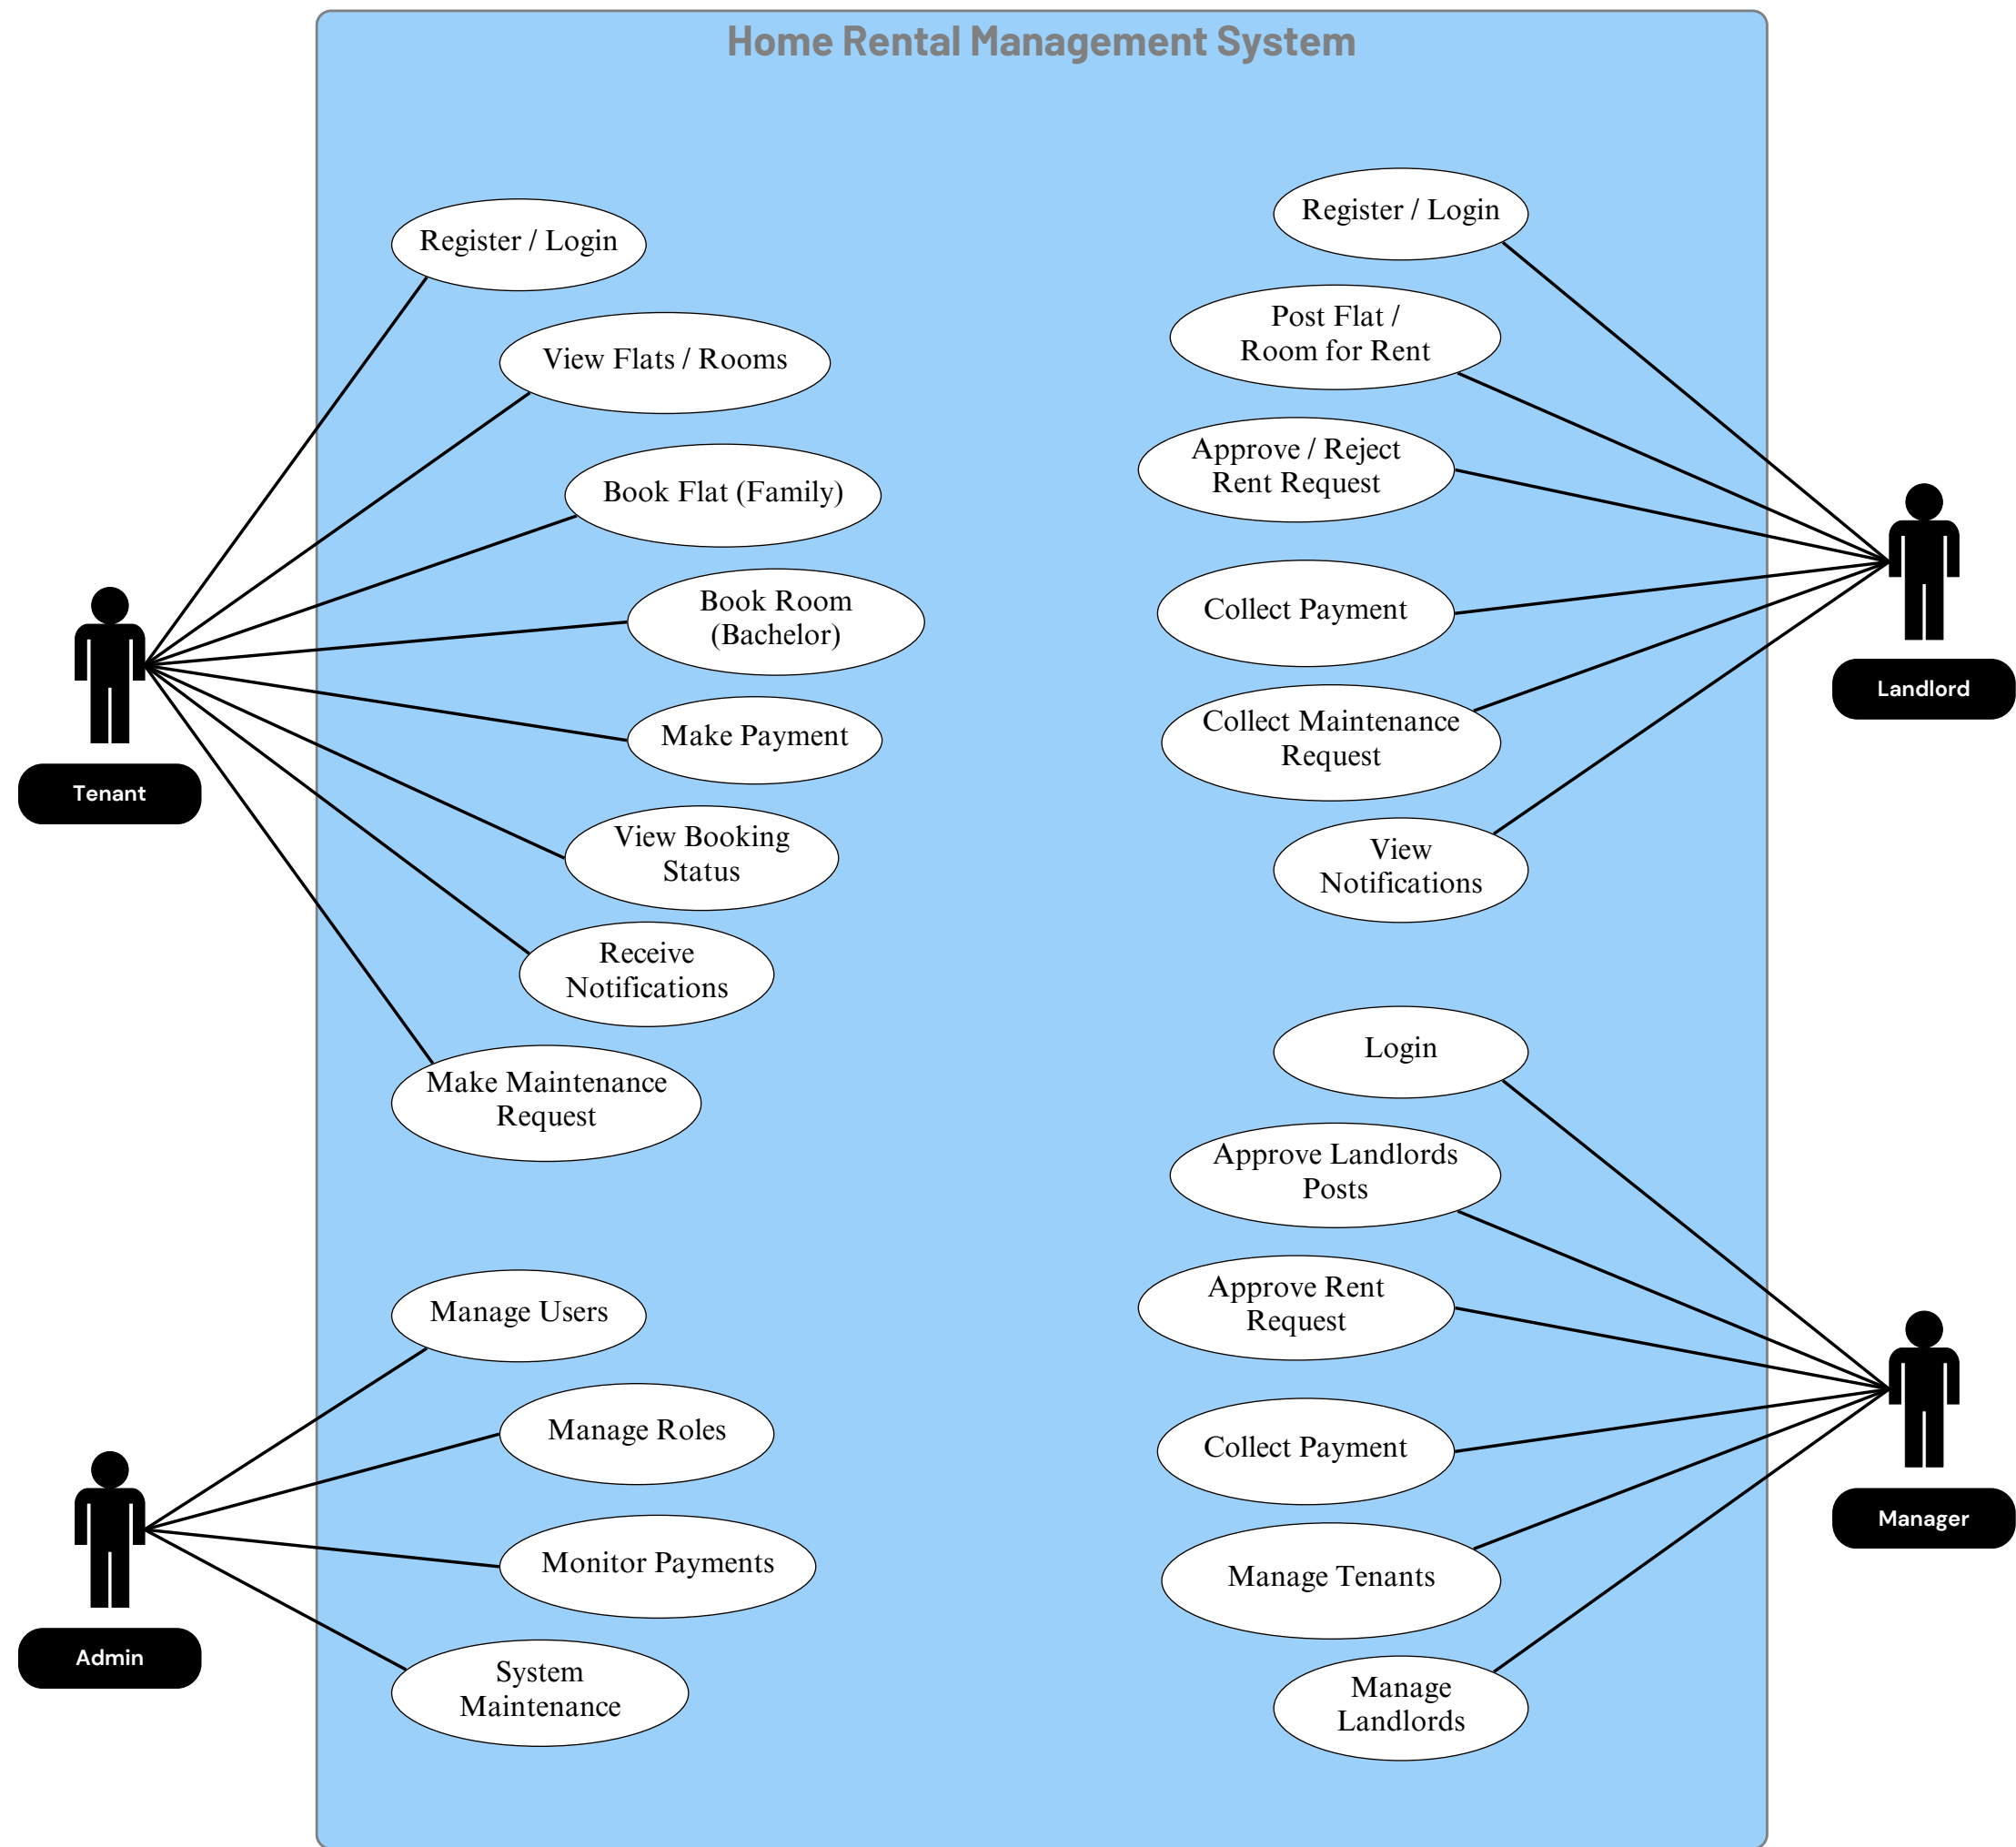 Home Rental Management System
Register / Login
View Flats / Rooms
Book Flat (Family)
Book Room
(Bachelor)
Make Payment
View Booking
Status
Receive
Notifications
Make Maintenance
Request
Tenant
Register / Login
Post Flat /
Room for Rent
Approve / Reject
Rent Request
Collect Payment
Collect Maintenance
Request
View
Notifications
Landlord
Manage Users
Manage Roles
Monitor Payments
System
Maintenance
Admin
Login
Approve Landlords
Posts
Approve Rent
Request
Collect Payment
Manage Tenants
Manage
Landlords
Manager